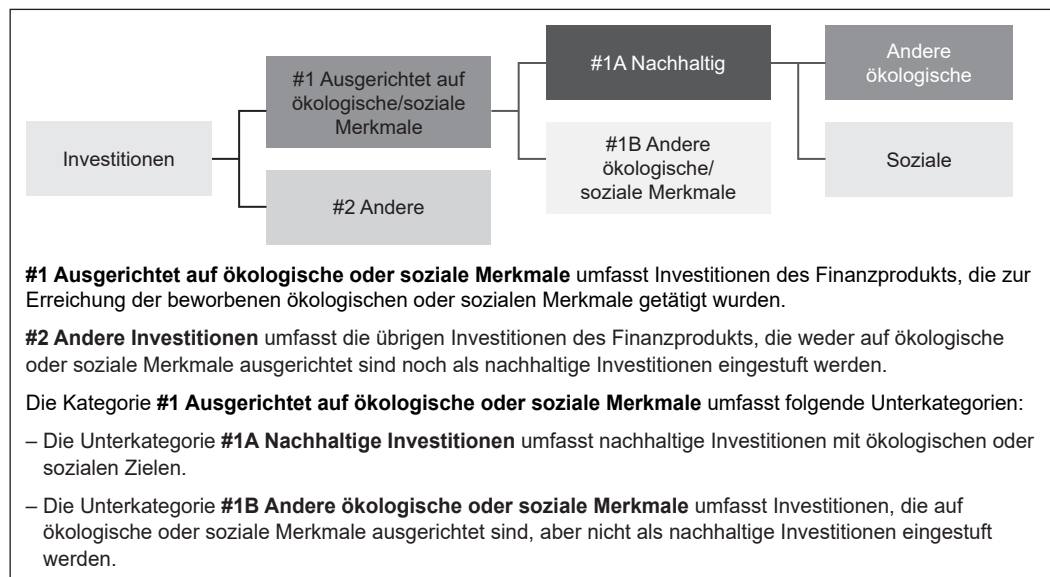 #1 Ausgerichtet auf
ökologische/soziale
Merkmale
#1A Nachhaltig
Andere
ökologische
Investitionen
#1B Andere
ökologische/
soziale Merkmale
Soziale
#2 Andere
#1 Ausgerichtet auf ökologische oder soziale Merkmale umfasst Investitionen des Finanzprodukts, die zur
Erreichung der beworbenen ökologischen oder sozialen Merkmale getätigt wurden.
#2 Andere Investitionen umfasst die übrigen Investitionen des Finanzprodukts, die weder auf ökologische
oder soziale Merkmale ausgerichtet sind noch als nachhaltige Investitionen eingestuft werden.
Die Kategorie #1 Ausgerichtet auf ökologische oder soziale Merkmale umfasst folgende Unterkategorien:
– Die Unterkategorie #1A Nachhaltige Investitionen umfasst nachhaltige Investitionen mit ökologischen oder
sozialen Zielen.
– Die Unterkategorie #1B Andere ökologische oder soziale Merkmale umfasst Investitionen, die auf
ökologische oder soziale Merkmale ausgerichtet sind, aber nicht als nachhaltige Investitionen eingestuft
werden.